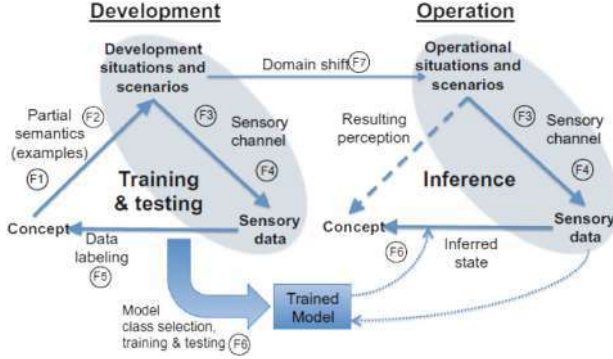 Development
Operation
Development
situations and
scenarios
Domain shift F7
Operational
situations and
scenarios
Partial F2
semantics
(examples)
F1
F3
Sensory
channel
F4
Resulting
perception
F3
Sensory
channel
F4
Training
& testing
Inference
Concept
Sensory
data
Concept
Sensory
data
Data
labeling
F5
F6
Inferred
state
Model
class selection,
training & testing F6
Trained
Model